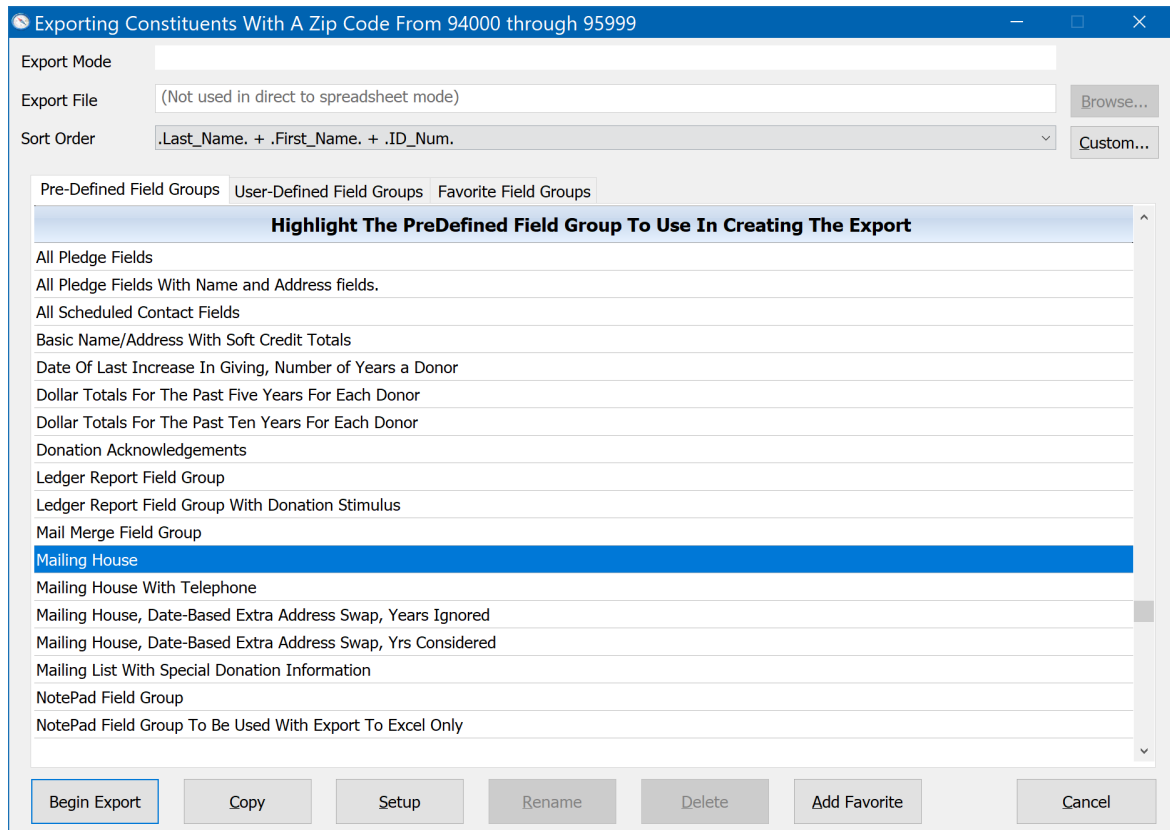 Exporting Constituents With A Zip Code From 94000 through 95999
Export Mode
Export File (Not used in direct to spreadsheet mode) Browse...
Sort Order .Last_Name. + .First_Name. + .ID_Num. Custom...
Pre-Defined Field Groups User-Defined Field Groups Favorite Field Groups
Highlight The PreDefined Field Group To Use In Creating The Export
All Pledge Fields
All Pledge Fields With Name and Address fields.
All Scheduled Contact Fields
Basic Name/Address With Soft Credit Totals
Date Of Last Increase In Giving, Number of Years a Donor
Dollar Totals For The Past Five Years For Each Donor
Dollar Totals For The Past Ten Years For Each Donor
Donation Acknowledgements
Ledger Report Field Group
Ledger Report Field Group With Donation Stimulus
Mail Merge Field Group
Mailing House
Mailing House With Telephone
Mailing House, Date-Based Extra Address Swap, Years Ignored
Mailing House, Date-Based Extra Address Swap, Yrs Considered
Mailing List With Special Donation Information
NotePad Field Group
NotePad Field Group To Be Used With Export To Excel Only
Begin Export Copy Setup Rename Delete Add Favorite Cancel